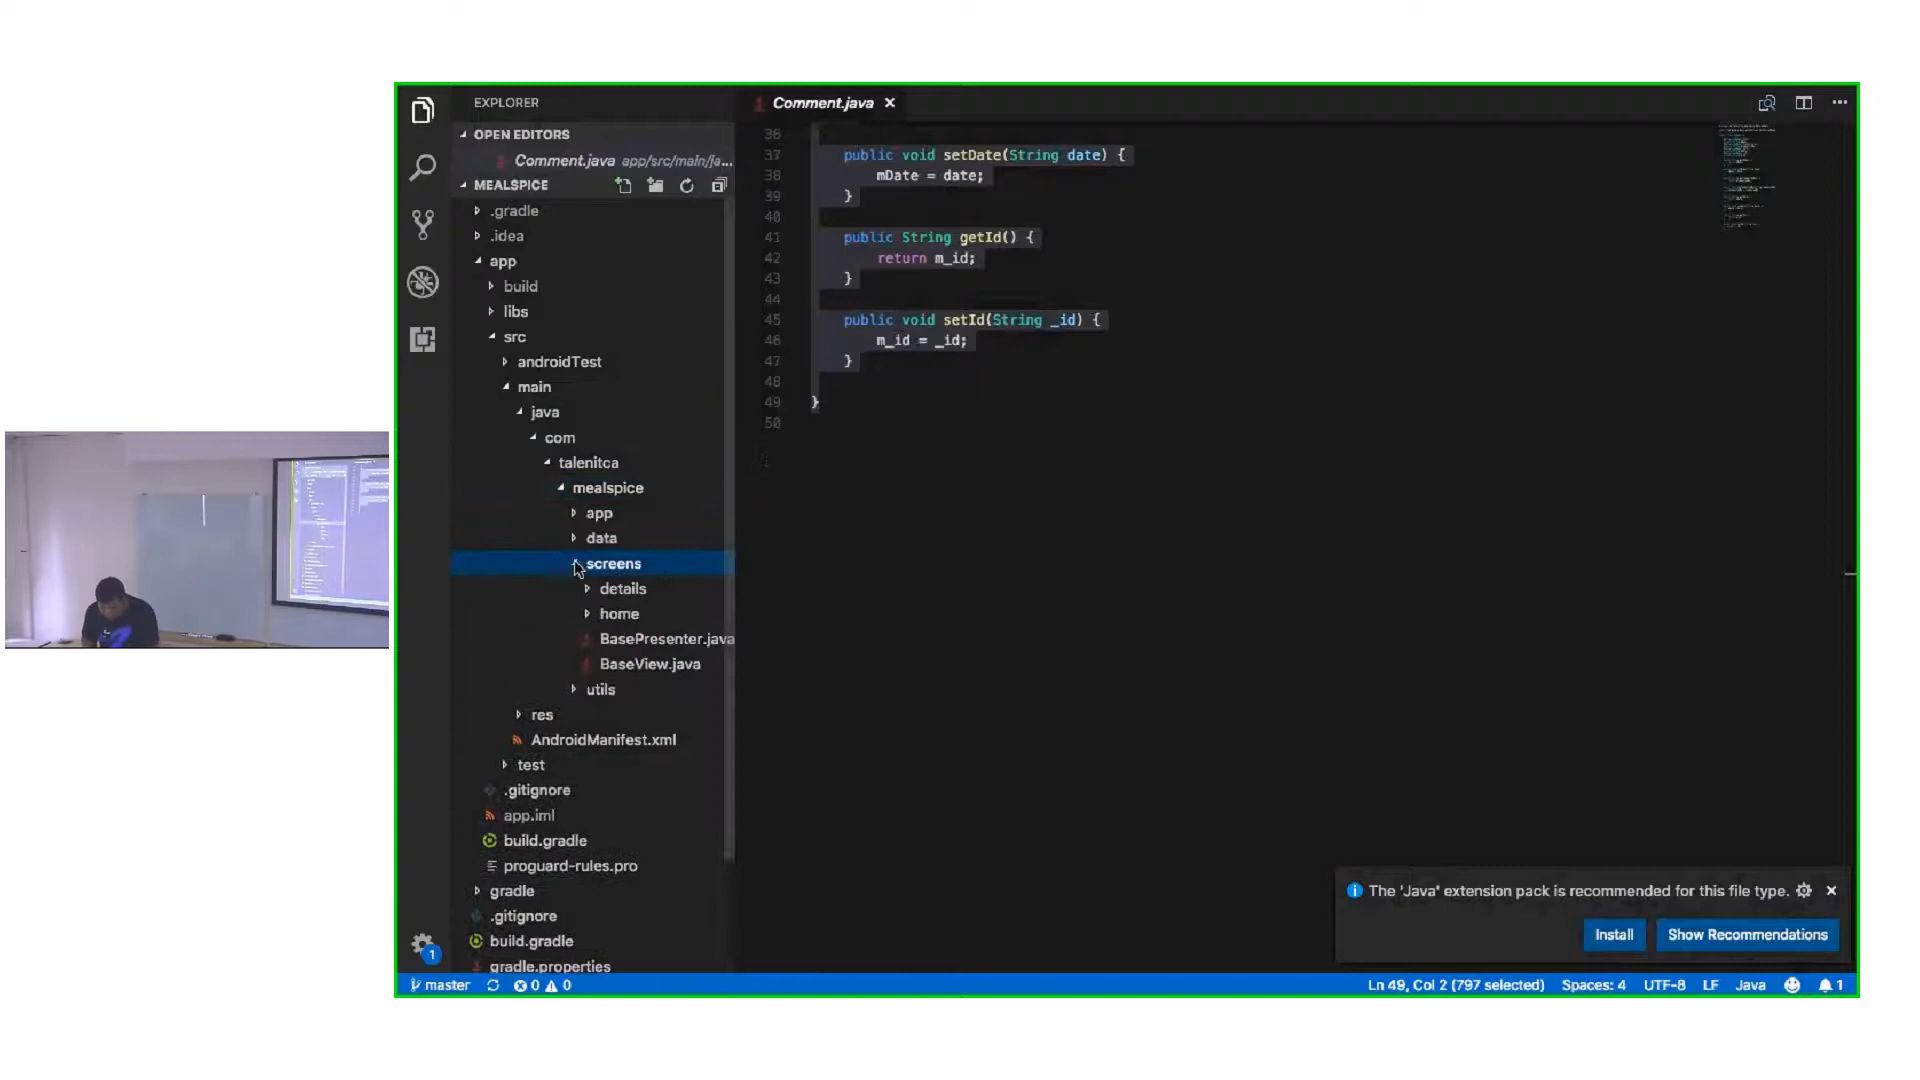 EXPLORER
OPEN EDITORS
Comment.java app/src/main/ja...
MEALSPICE
.gradle
.idea
app
build
libs
src
androidTest
main
java
com
talenitca
mealspice
app
data
screens
details
home
BasePresenter.java
BaseView.java
utils
res
AndroidManifest.xml
test
.gitignore
app.iml
build.gradle
proguard-rules.pro
gradle
.gitignore
build.gradle
gradle.properties
1
Comment.java
36
37 public void setDate(String date) {
38 mDate = date;
39 }
40
41 public String getId() {
42 return m_id;
43 }
44
45 public void setId(String _id) {
46 m_id = _id;
47 }
48
49 }
50
The 'Java' extension pack is recommended for this file type.
Install Show Recommendations
master 0 0 Ln 49, Col 2 (797 selected) Spaces: 4 UTF-8 LF Java 1